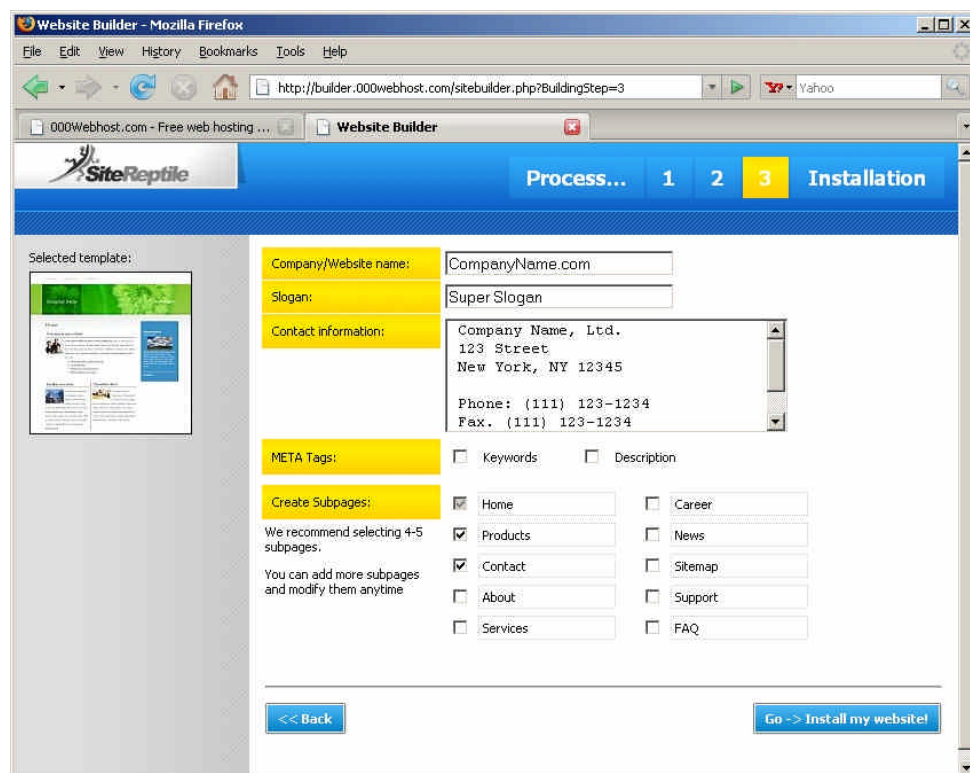 Website Builder - Mozilla Firefox
File Edit View History Bookmarks Tools Help
http://builder.000webhost.com/sitebuilder.php?BuildingStep=3
Yahoo
000Webhost.com - Free web hosting ...
Website Builder
SiteReptile
Process... 1 2 3 Installation
Selected template:
Company/Website name: CompanyName.com
Slogan: Super Slogan
Contact information: Company Name, Ltd.
123 Street
New York, NY 12345
Phone: (111) 123-1234
Fax. (111) 123-1234
META Tags: Keywords Description
Create Subpages: Home Career
We recommend selecting 4-5
subpages.
You can add more subpages
and modify them anytime
Products News
Contact Sitemap
About Support
Services FAQ
<< Back
Go -> Install my website!